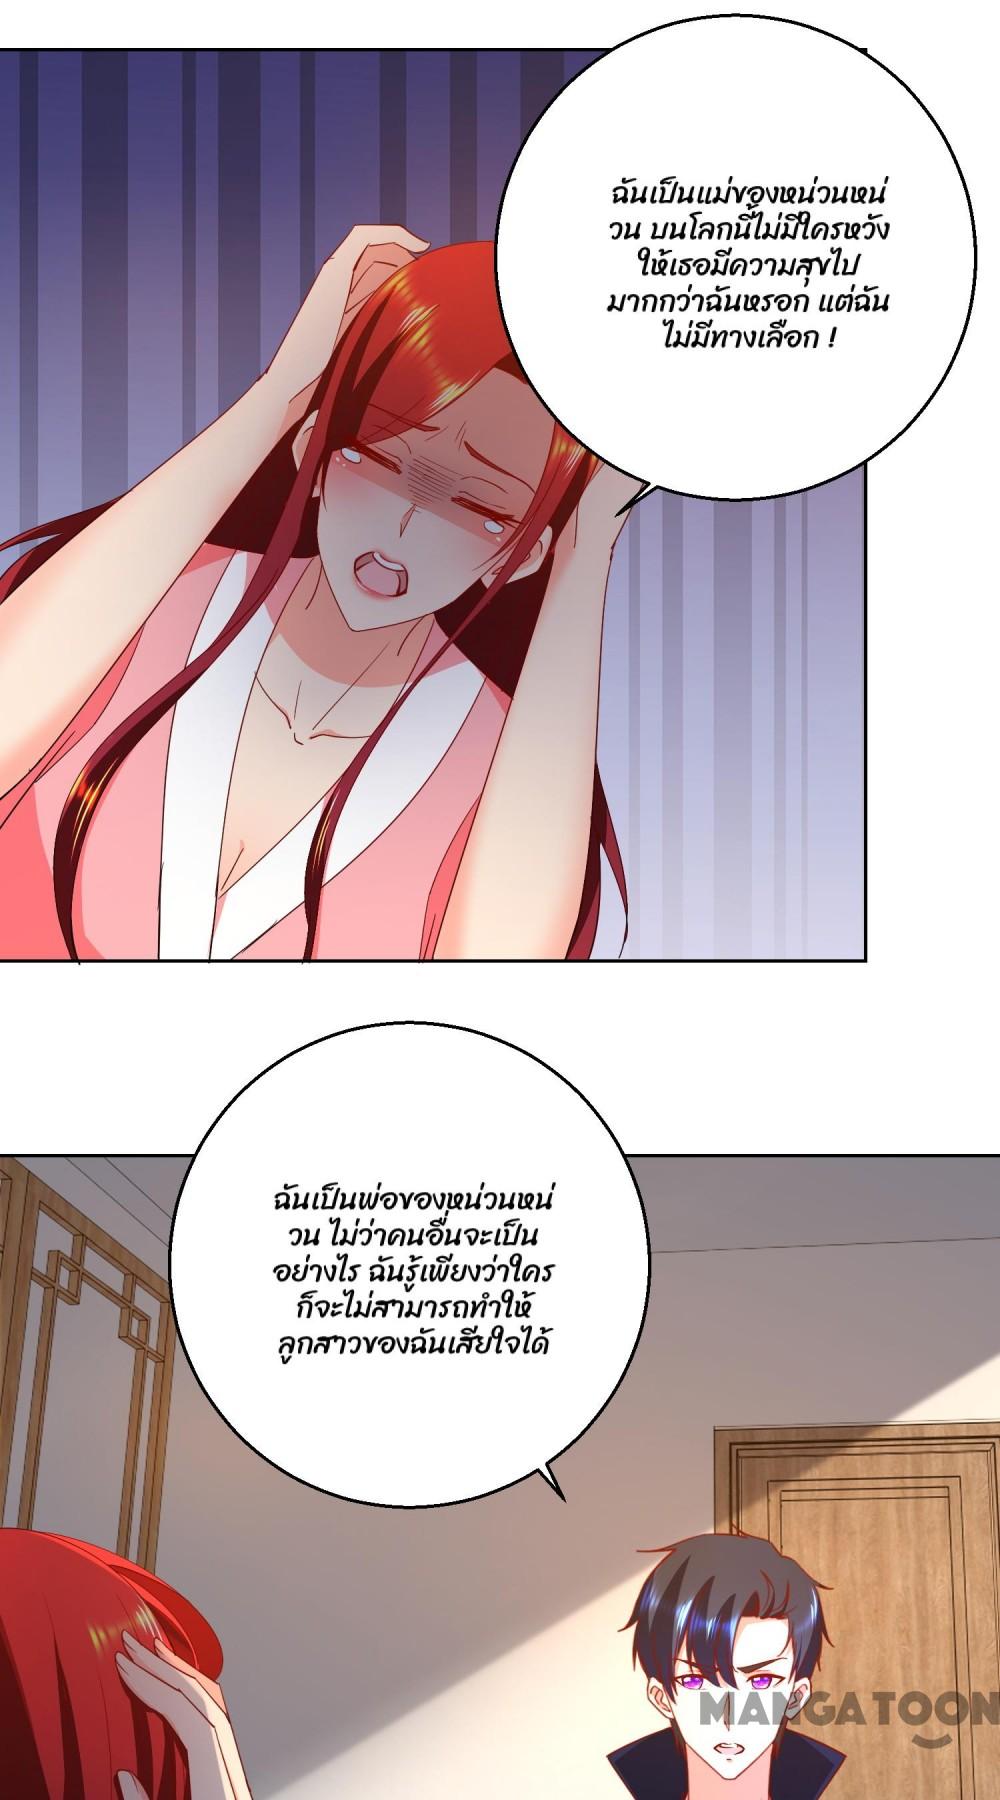 ฉันเป็นแม่ของหน่วนหน่
วน บนโลกนี้ไม่มีใครหวัง
ให้เธอมีความสุขไป
มากกว่าฉันหรอก แต่ฉัน
ไม่มีทางเลือก !
ฉันเป็นพ่อของหน่วนหน่
วน ไม่ว่าคนอื่นจะเป็น
อย่างไร ฉันรู้เพียงว่าใคร
ก็จะไม่สามารถทำให้
ลูกสาวของฉันเสียใจได้
MANGATOON